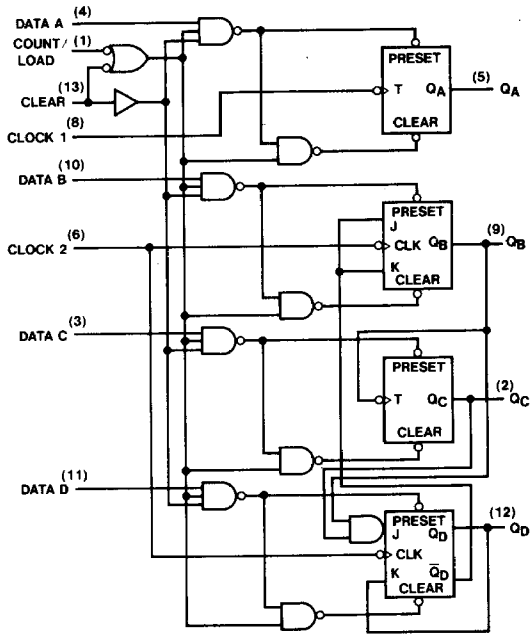 DATA A (4)
COUNT/ (1)
LOAD
CLEAR (13)
(8)
CLOCK 1
(10)
DATA B
(6)
CLOCK 2
(3)
DATA C
(11)
DATA D
PRESET
T QA (5) QA
CLEAR
PRESET
J
CLK QB (9) QB
K
CLEAR
PRESET
T QC (2) QC
CLEAR
PRESET
J QD (12) QD
CLK
K Q̅D
CLEAR